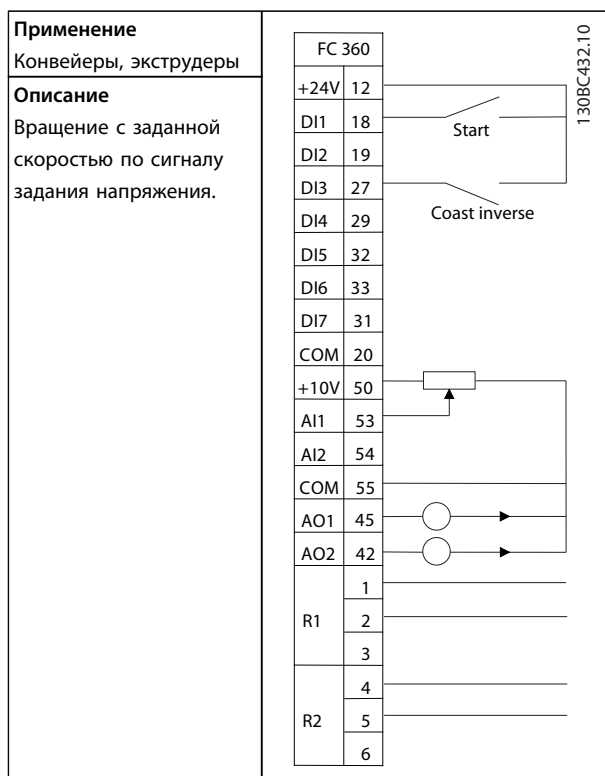 Применение
Конвейеры, экструдеры
Описание
Вращение с заданной
скоростью по сигналу
задания напряжения.
FC 360
+24V 12
DI1 18
DI2 19
DI3 27
DI4 29
DI5 32
DI6 33
DI7 31
COM 20
+10V 50
AI1 53
AI2 54
COM 55
AO1 45
AO2 42
R1
1
2
3
R2
4
5
6
Start
Coast inverse
130BC432.10